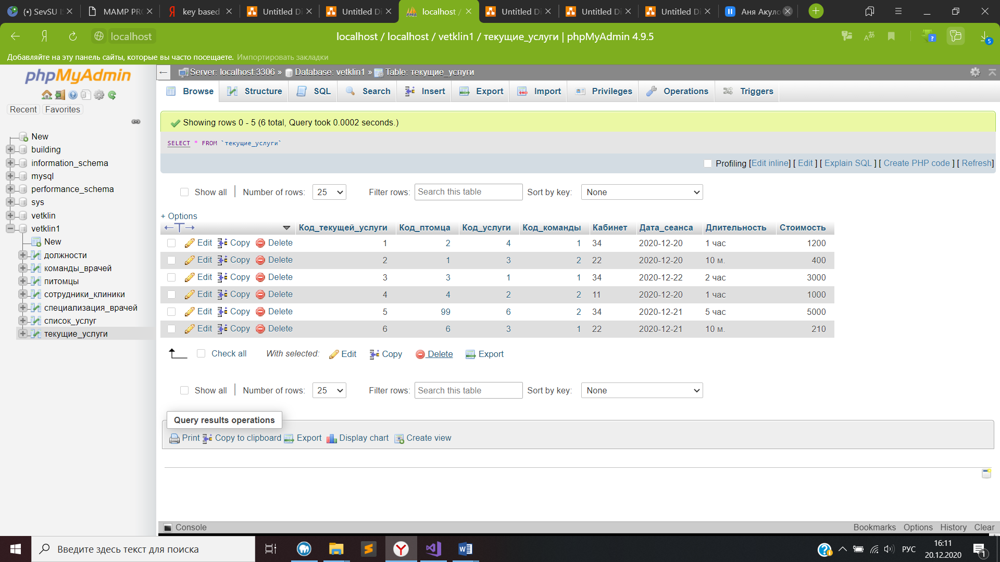 (•) SevSU IS
MAMP PRO
key based
Untitled Di
Untitled Di
localhost /
Untitled Di
Untitled Di
Untitled Di
Аня Акуло
localhost
localhost / localhost / vetklin1 / текущие_услуги | phpMyAdmin 4.9.5
5
Добавляйте на эту панель сайты, которые вы часто посещаете. Импортировать закладки
phpMyAdmin
Recent Favorites
New
building
information_schema
mysql
performance_schema
sys
vetklin
vetklin1
New
должности
команды_врачей
питомцы
сотрудники_клиники
специализация_врачей
список_услуг
текущие_услуги
Server: localhost:3306 » Database: vetklin1 » Table: текущие_услуги
Browse Structure SQL Search Insert Export Import Privileges Operations Triggers
Showing rows 0 - 5 (6 total, Query took 0.0002 seconds.)
SELECT * FROM `текущие_услуги`
Profiling [Edit inline] [ Edit ] [ Explain SQL ] [ Create PHP code ] [ Refresh]
Show all | Number of rows: 25 Filter rows: Search this table Sort by key: None
+ Options
←T→ Код_текущей_услуги Код_птомца Код_услуги Код_команды Кабинет Дата_сеанса Длительность Стоимость
Edit Copy Delete 1 2 4 1 34 2020-12-20 1 час 1200
Edit Copy Delete 2 1 3 2 22 2020-12-20 10 м. 400
Edit Copy Delete 3 3 1 1 34 2020-12-22 2 час 3000
Edit Copy Delete 4 4 2 2 11 2020-12-20 1 час 1000
Edit Copy Delete 5 99 6 2 34 2020-12-21 5 час 5000
Edit Copy Delete 6 6 3 1 22 2020-12-21 10 м. 210
Check all With selected: Edit Copy Delete Export
Show all | Number of rows: 25 Filter rows: Search this table Sort by key: None
Query results operations
Print Copy to clipboard Export Display chart Create view
Console Bookmarks Options History Clear
Введите здесь текст для поиска
РУС
16:11
20.12.2020
1